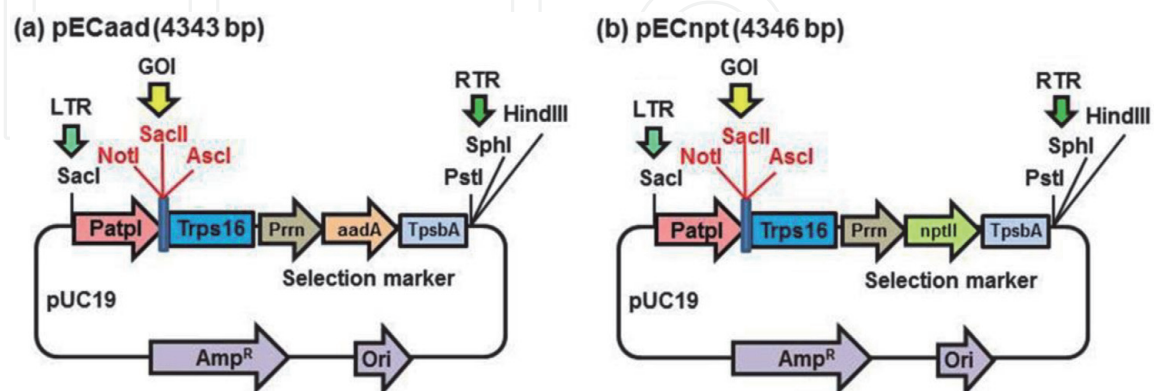 (a) pECaad (4343 bp)
GOI
LTR
RTR
HindIII
SacII
NotI
AscI
SphI
SacI
PstI
PatpI
Trps16
Prrn
aadA
TpsbA
Selection marker
pUC19
Amp^R
Ori
(b) pECnpt (4346 bp)
GOI
LTR
RTR
HindIII
SacII
NotI
AscI
SphI
SacI
PstI
PatpI
Trps16
Prrn
nptII
TpsbA
Selection marker
pUC19
Amp^R
Ori